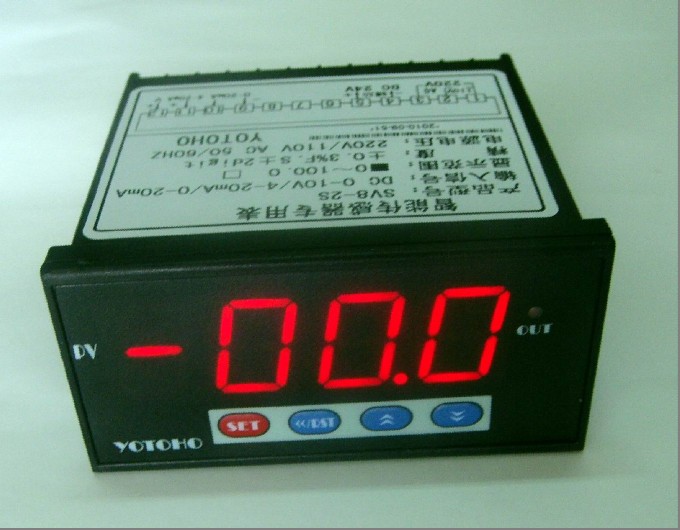 智能传感器专用表
产品型号: SV8-2S
输入信号: DC 0-10V/4-20mA/0-20mA
显示范围: ■0~100.0 □
精 度: ±0.3%F.S±2digit
电源电压: 220V/110V AC 50/60HZ
YOTOHO
DC 24V
~220V
PV
-00.0
OUT
SET
≪/RST
YOTOHO